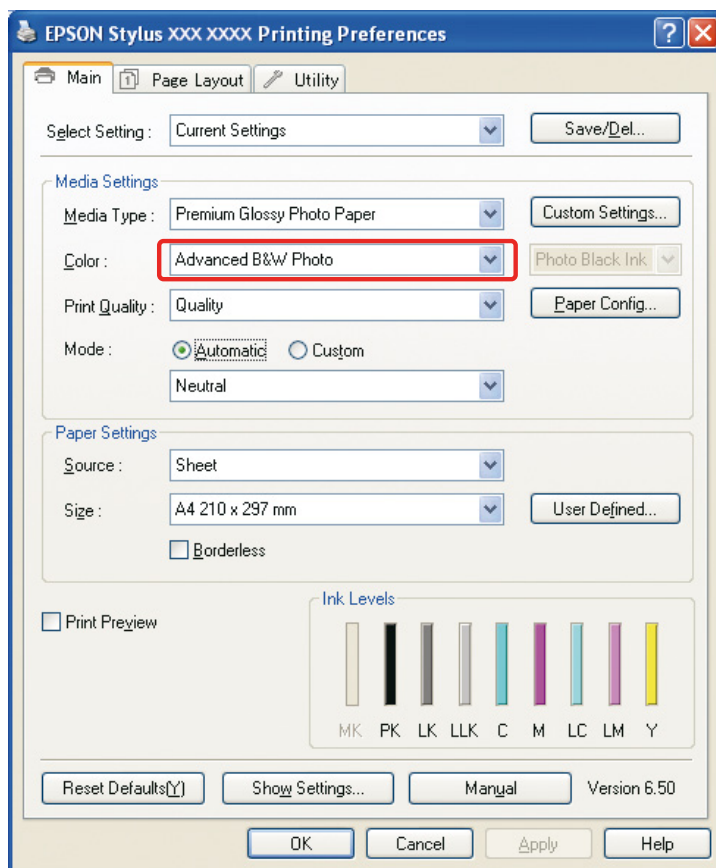 EPSON Stylus XXX XXXX Printing Preferences
Main Page Layout Utility
Select Setting : Current Settings Save/Del...
Media Settings
Media Type : Premium Glossy Photo Paper Custom Settings...
Color : Advanced B&W Photo Photo Black Ink
Print Quality : Quality Paper Config...
Mode : Automatic Custom
Neutral
Paper Settings
Source : Sheet
Size : A4 210 x 297 mm User Defined...
Borderless
Print Preview
Ink Levels
MK PK LK LLK C M LC LM Y
Reset Defaults(Y) Show Settings... Manual Version 6.50
OK Cancel Apply Help